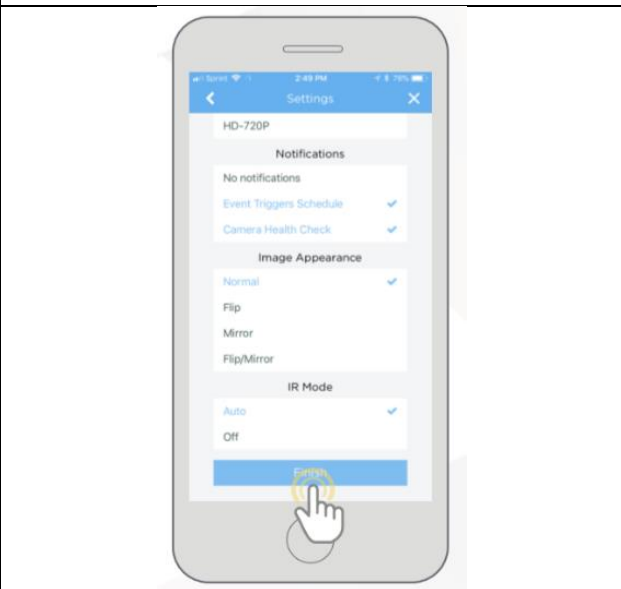 Sprint
2:49 PM
Settings
HD-720P
Notifications
No notifications
Event Triggers Schedule
Camera Health Check
Image Appearance
Normal
Flip
Mirror
Flip/Mirror
IR Mode
Auto
Off
Finish